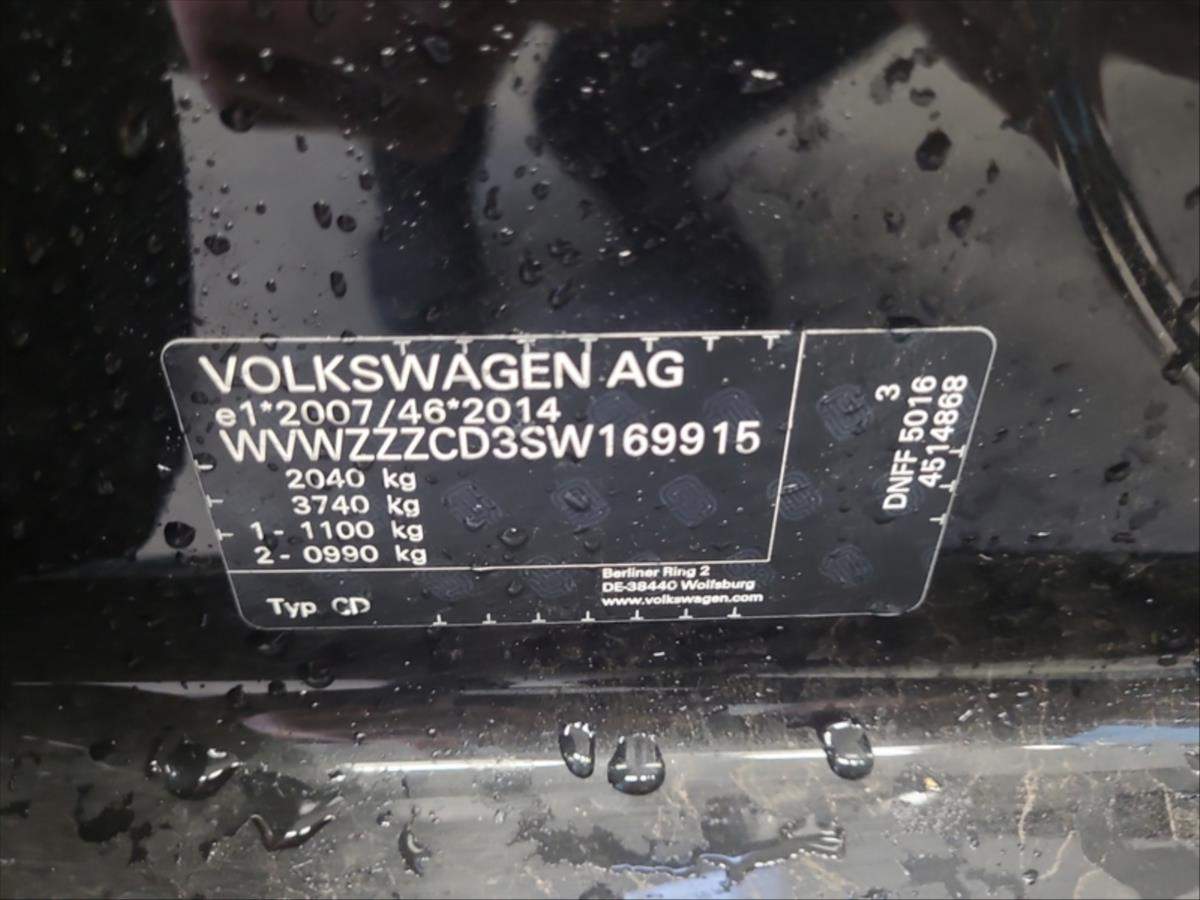 VOLKSWAGEN AG
e1*2007/46*2014
WVWZZZCD3SW169915
2040 kg
3740 kg
1 - 1100 kg
2 - 0990 kg
Typ CD
Berliner Ring 2
DE-38440 Wolfsburg
www.volkswagen.com
3
DNFF 5016
4514868